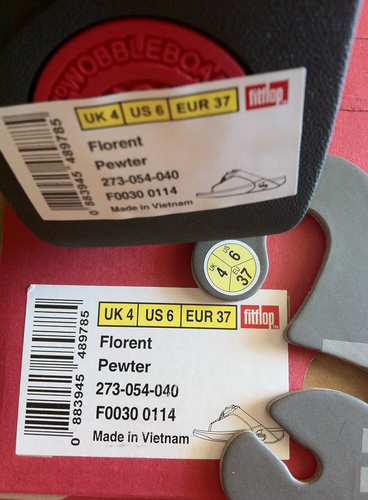 WOBBLEBOA
UK 4 US 6 EUR 37 fitflop
Florent
Pewter
273-054-040
F0030 0114
Made in Vietnam
0 883945 489785
UK 4 US 6 EU 37
UK 4 US 6 EUR 37 fitflop™
Florent
Pewter
273-054-040
F0030 0114
Made in Vietnam
0 883945 489785